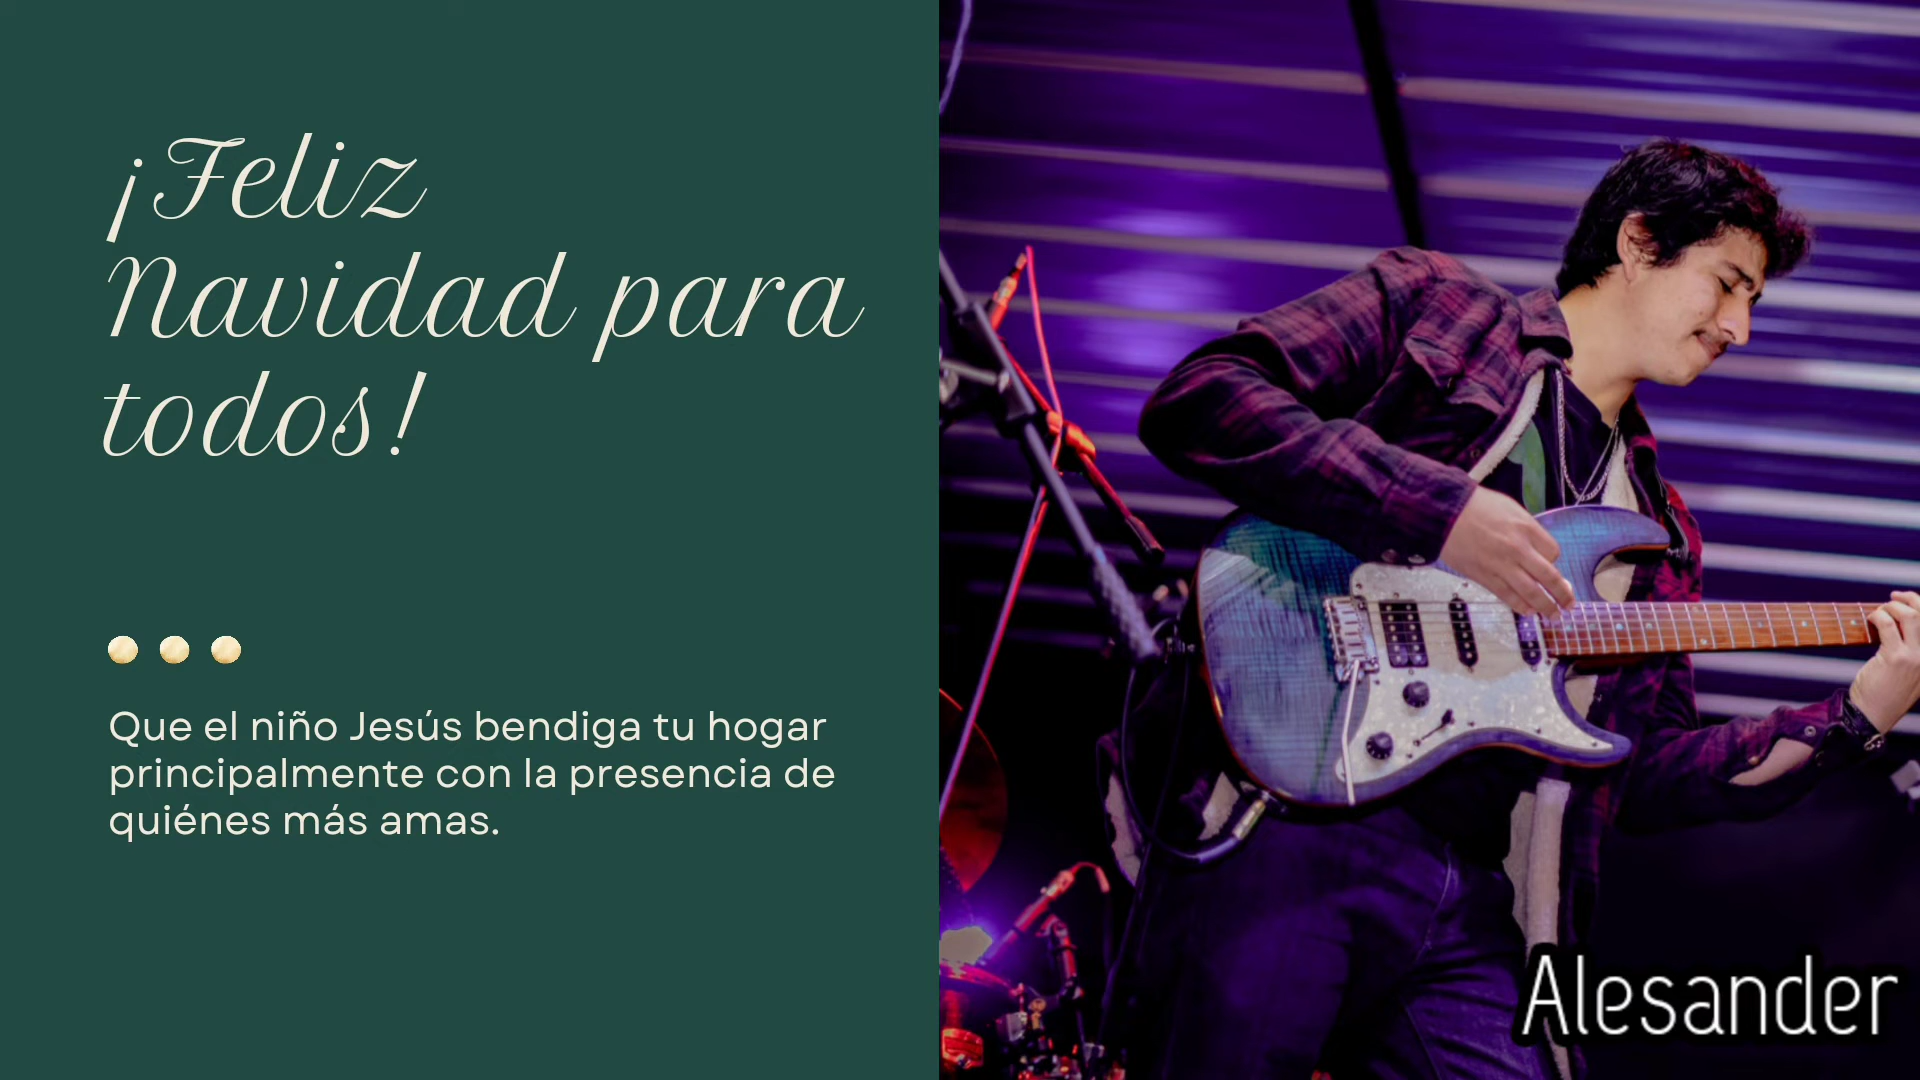 ¡Feliz
Navidad para
todos!
Que el niño Jesús bendiga tu hogar
principalmente con la presencia de
quiénes más amas.
Alesander